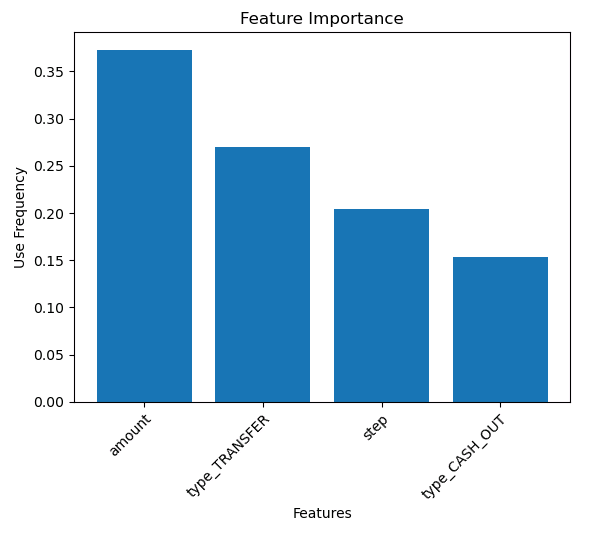 Feature Importance
Use Frequency
0.35
0.30
0.25
0.20
0.15
0.10
0.05
0.00
amount
type_TRANSFER
step
type_CASH_OUT
Features